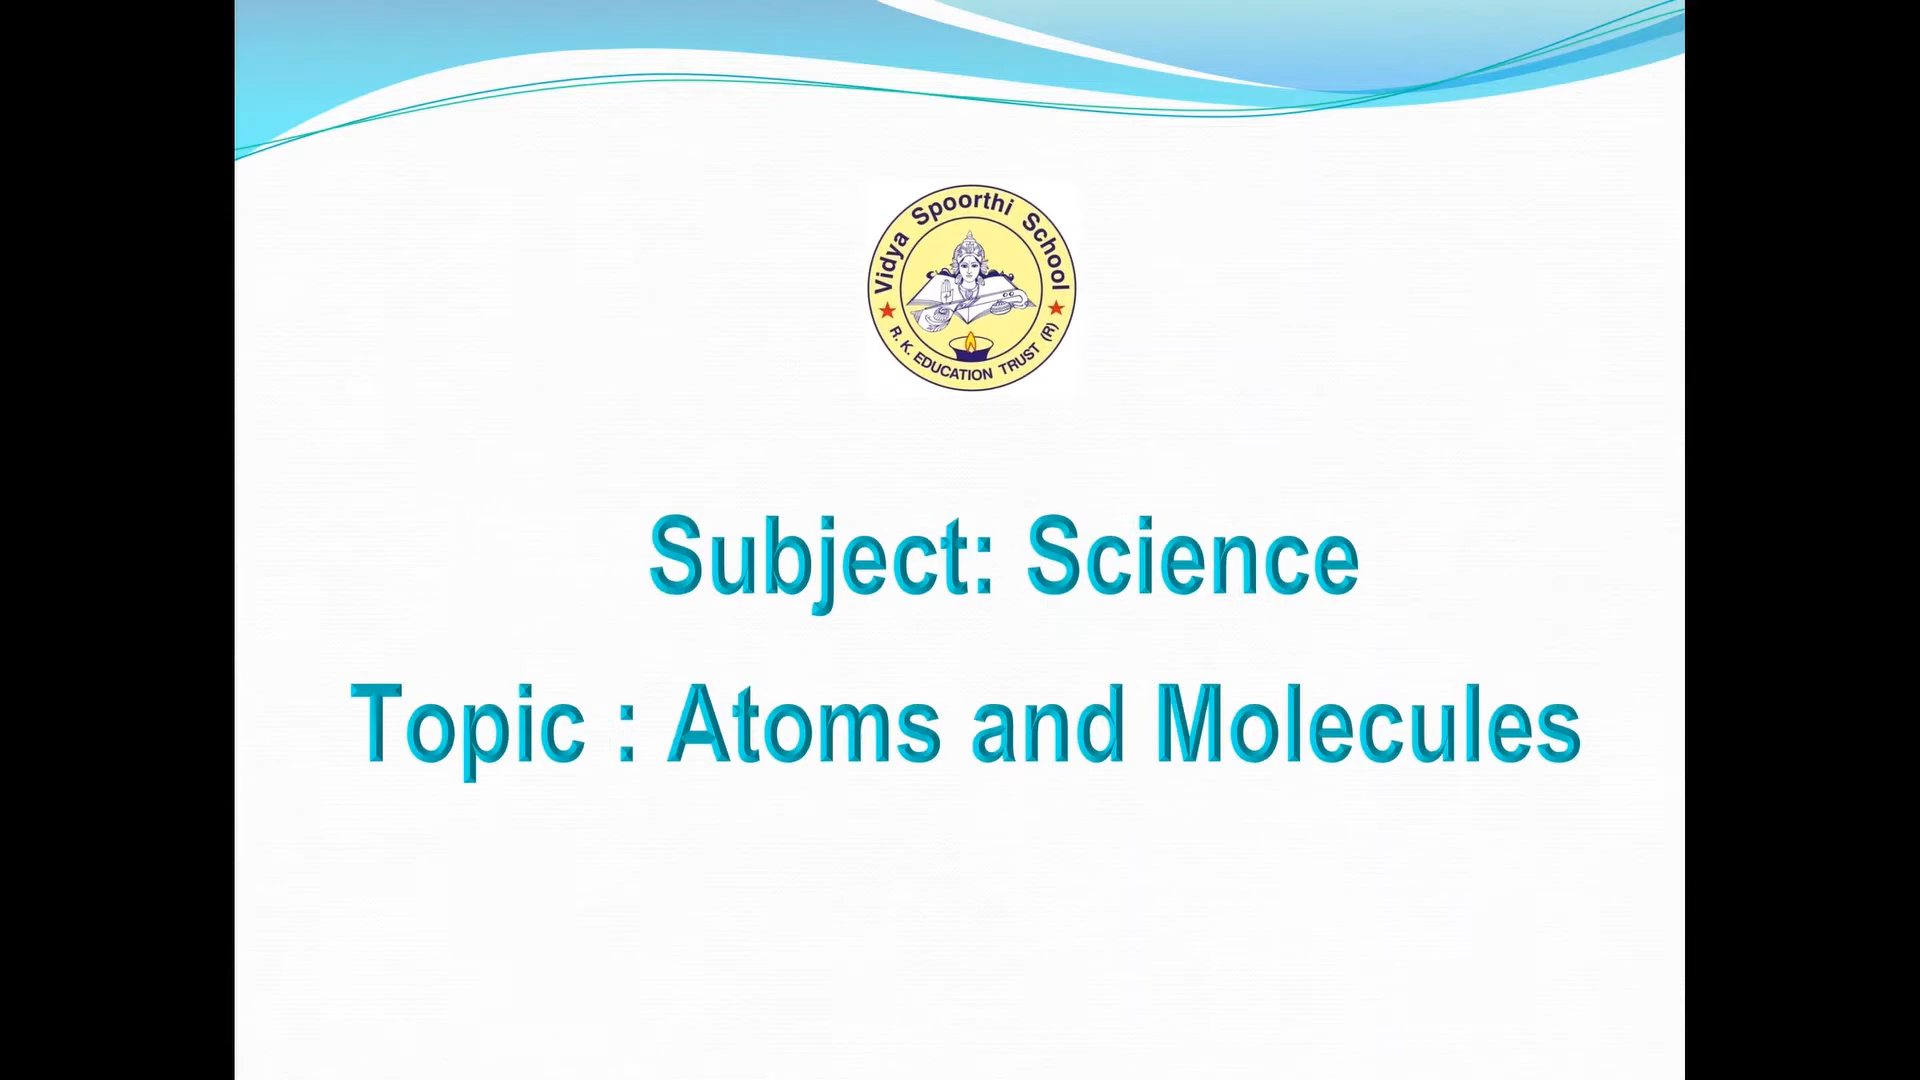 Vidya Spoorthi School
R. K. EDUCATION TRUST (R)
Subject: Science
Topic : Atoms and Molecules